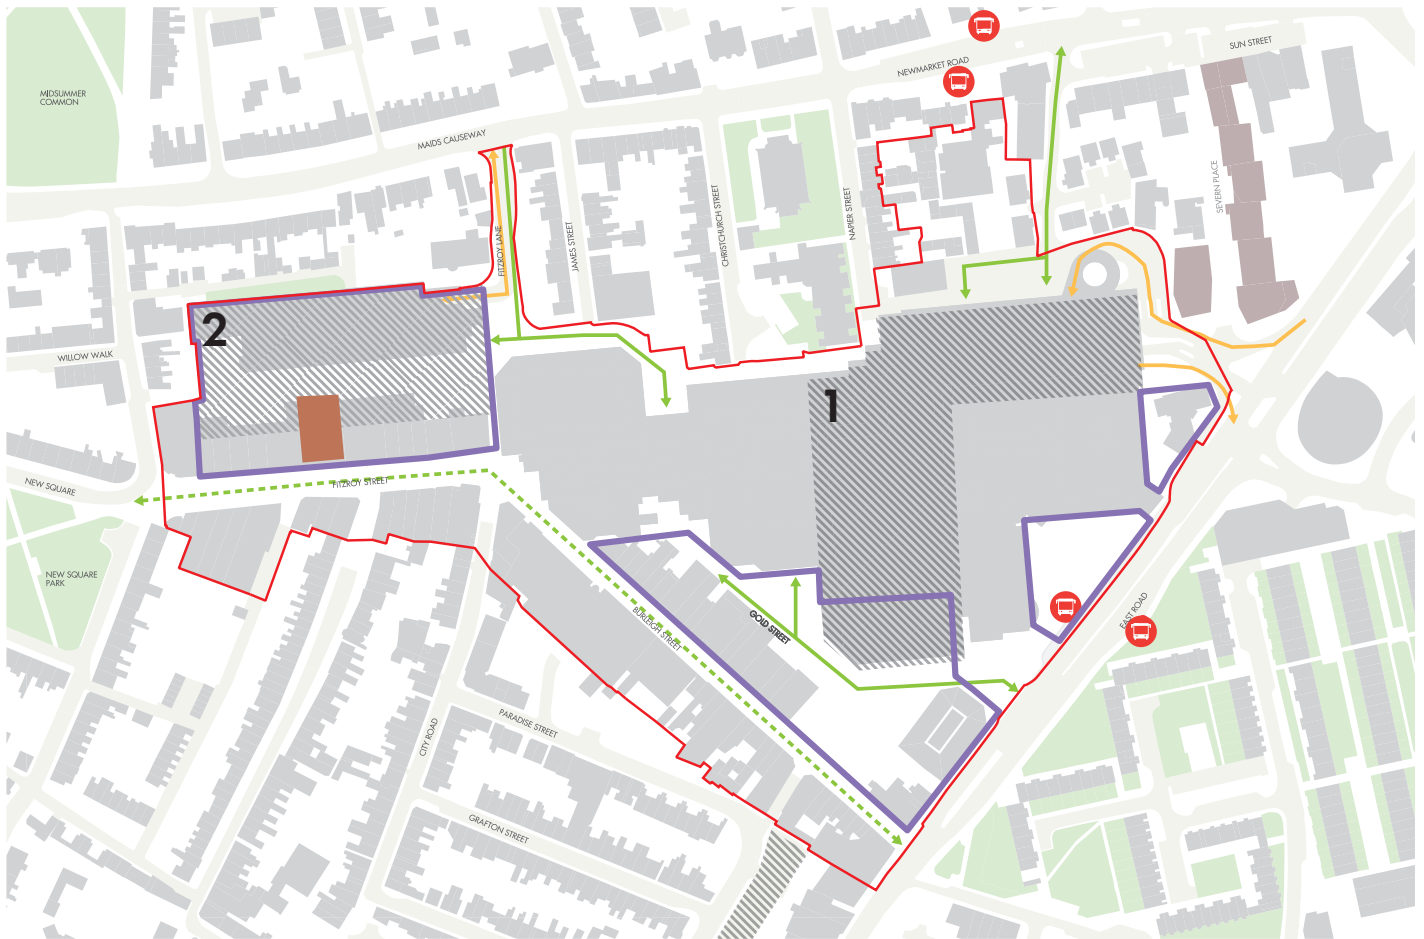 SUN STREET
NEWMARKET ROAD
MIDSUMMER
COMMON
MAIDS CAUSEWAY
SEVERN PLACE
CHRISTCHURCH STREET
NAPIER STREET
JAMES STREET
FITZROY LANE
2
WILLOW WALK
1
NEW SQUARE
FITZROY STREET
NEW SQUARE
PARK
BURLEIGH STREET
GOLD STREET
EAST ROAD
PARADISE STREET
CITY ROAD
GRAFTON STREET